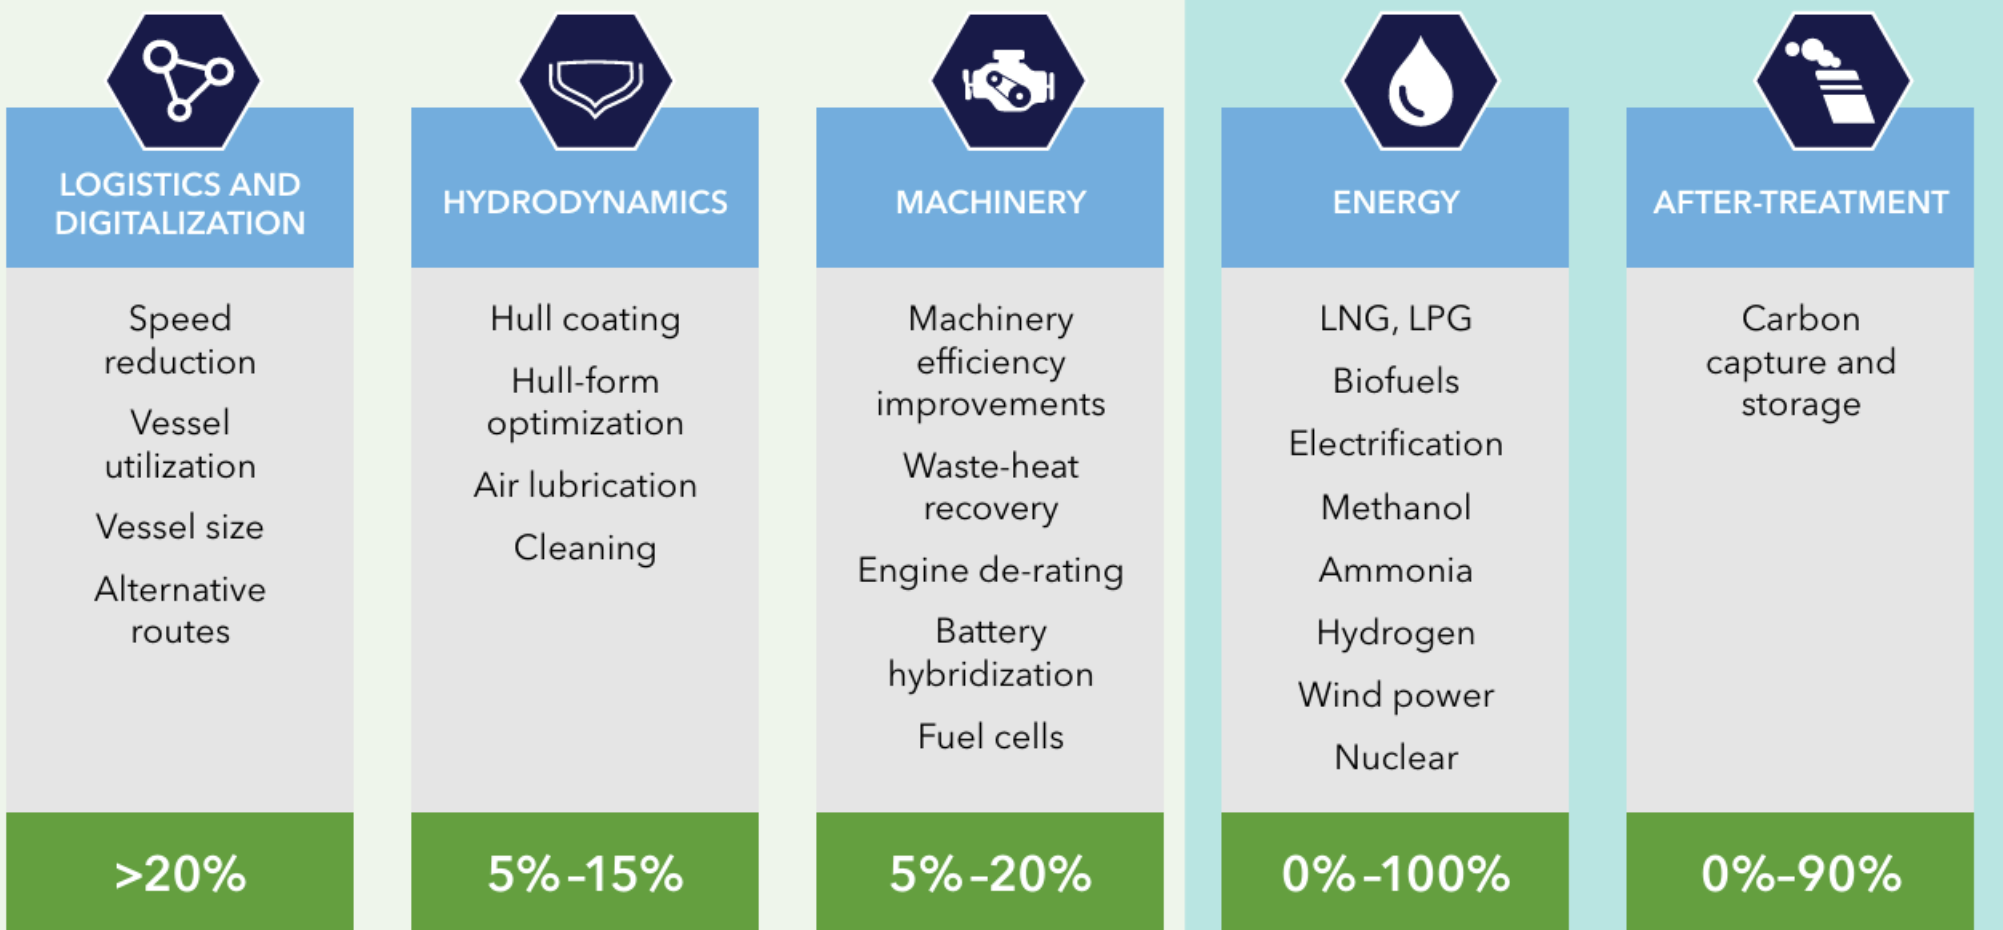 LOGISTICS AND
DIGITALIZATION
Speed
reduction
Vessel
utilization
Vessel size
Alternative
routes
>20%
HYDRODYNAMICS
Hull coating
Hull-form
optimization
Air lubrication
Cleaning
5%-15%
MACHINERY
Machinery
efficiency
improvements
Waste-heat
recovery
Engine de-rating
Battery
hybridization
Fuel cells
5%-20%
ENERGY
LNG, LPG
Biofuels
Electrification
Methanol
Ammonia
Hydrogen
Wind power
Nuclear
0%-100%
AFTER-TREATMENT
Carbon
capture and
storage
0%-90%